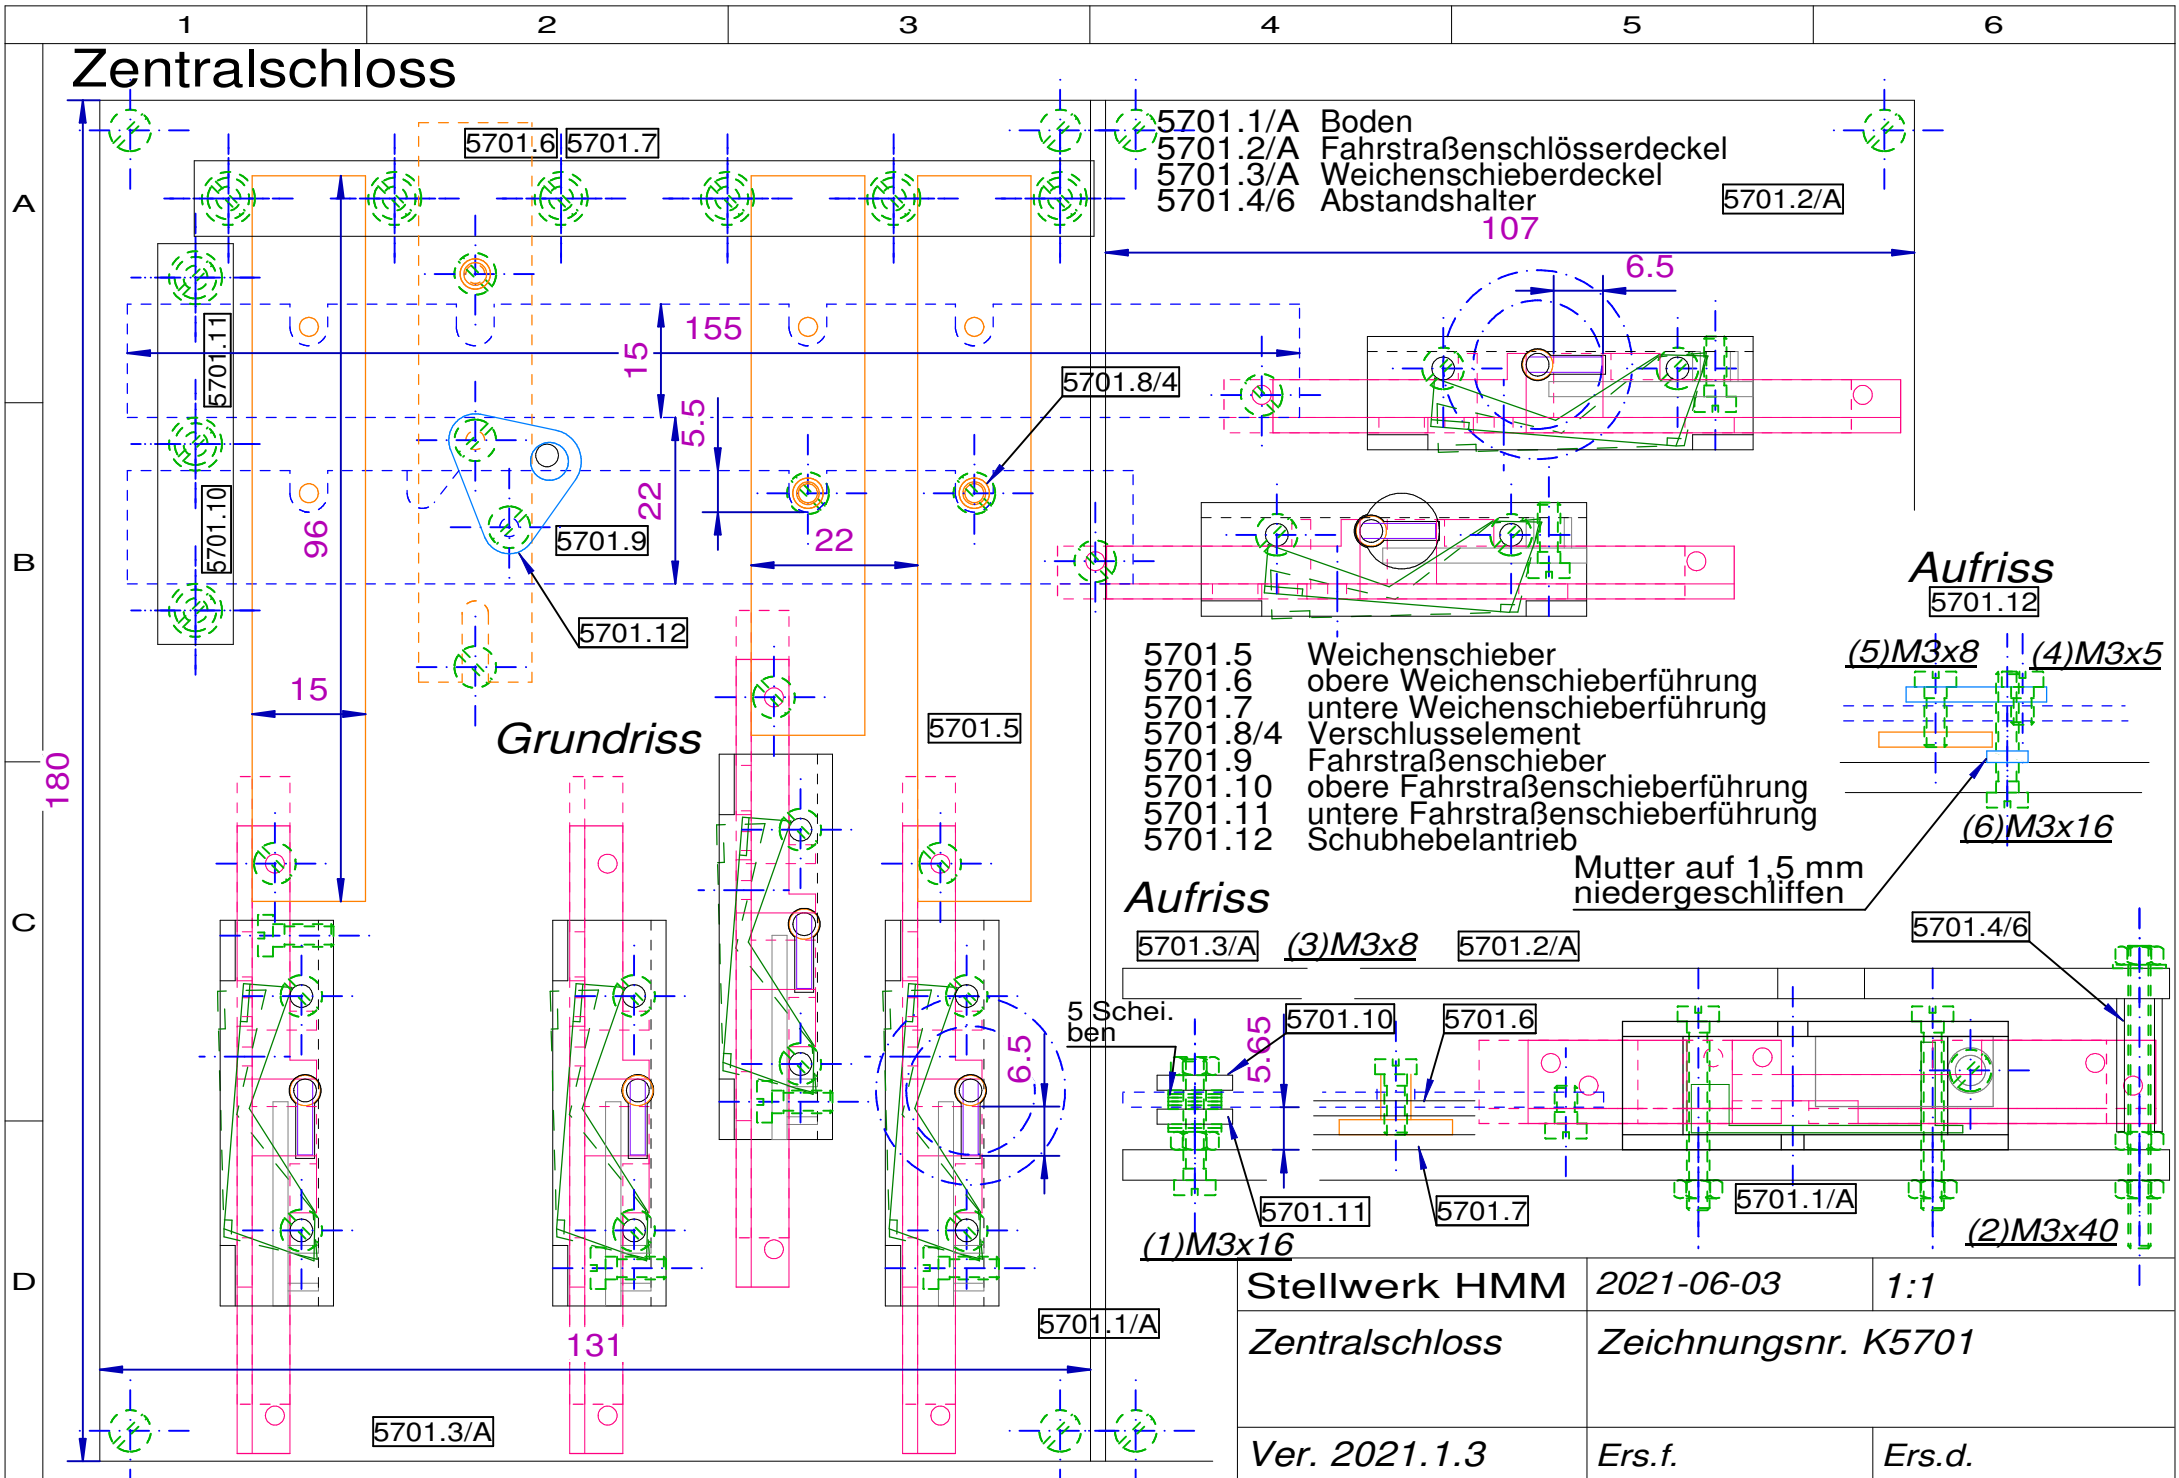 1 2 3 4 5 6
Zentralschloss
A
B
C
D
5701.6 5701.7
5701.1/A Boden
5701.2/A Fahrstraßenschlösserdeckel
5701.3/A Weichenschieberdeckel
5701.4/6 Abstandshalter
5701.2/A
107
6.5
5701.11
155
15
5701.8/4
5.5
5701.10
96
22
5701.9
22
5701.12
15
180
Grundriss
5701.5
Aufriss
5701.12
(5)M3x8 (4)M3x5
(6)M3x16
5701.5 Weichenschieber
5701.6 obere Weichenschieberführung
5701.7 untere Weichenschieberführung
5701.8/4 Verschlusselement
5701.9 Fahrstraßenschieber
5701.10 obere Fahrstraßenschieberführung
5701.11 untere Fahrstraßenschieberführung
5701.12 Schubhebelantrieb
Mutter auf 1,5 mm
niedergeschliffen
Aufriss
5701.3/A (3)M3x8 5701.2/A
5701.4/6
5 Schei.
ben
5701.10
5.65
5701.6
6.5
5701.11
5701.7
5701.1/A
(1)M3x16
(2)M3x40
131
5701.1/A
5701.3/A
Stellwerk HMM 2021-06-03 1:1
Zentralschloss Zeichnungsnr. K5701
Ver. 2021.1.3 Ers.f. Ers.d.